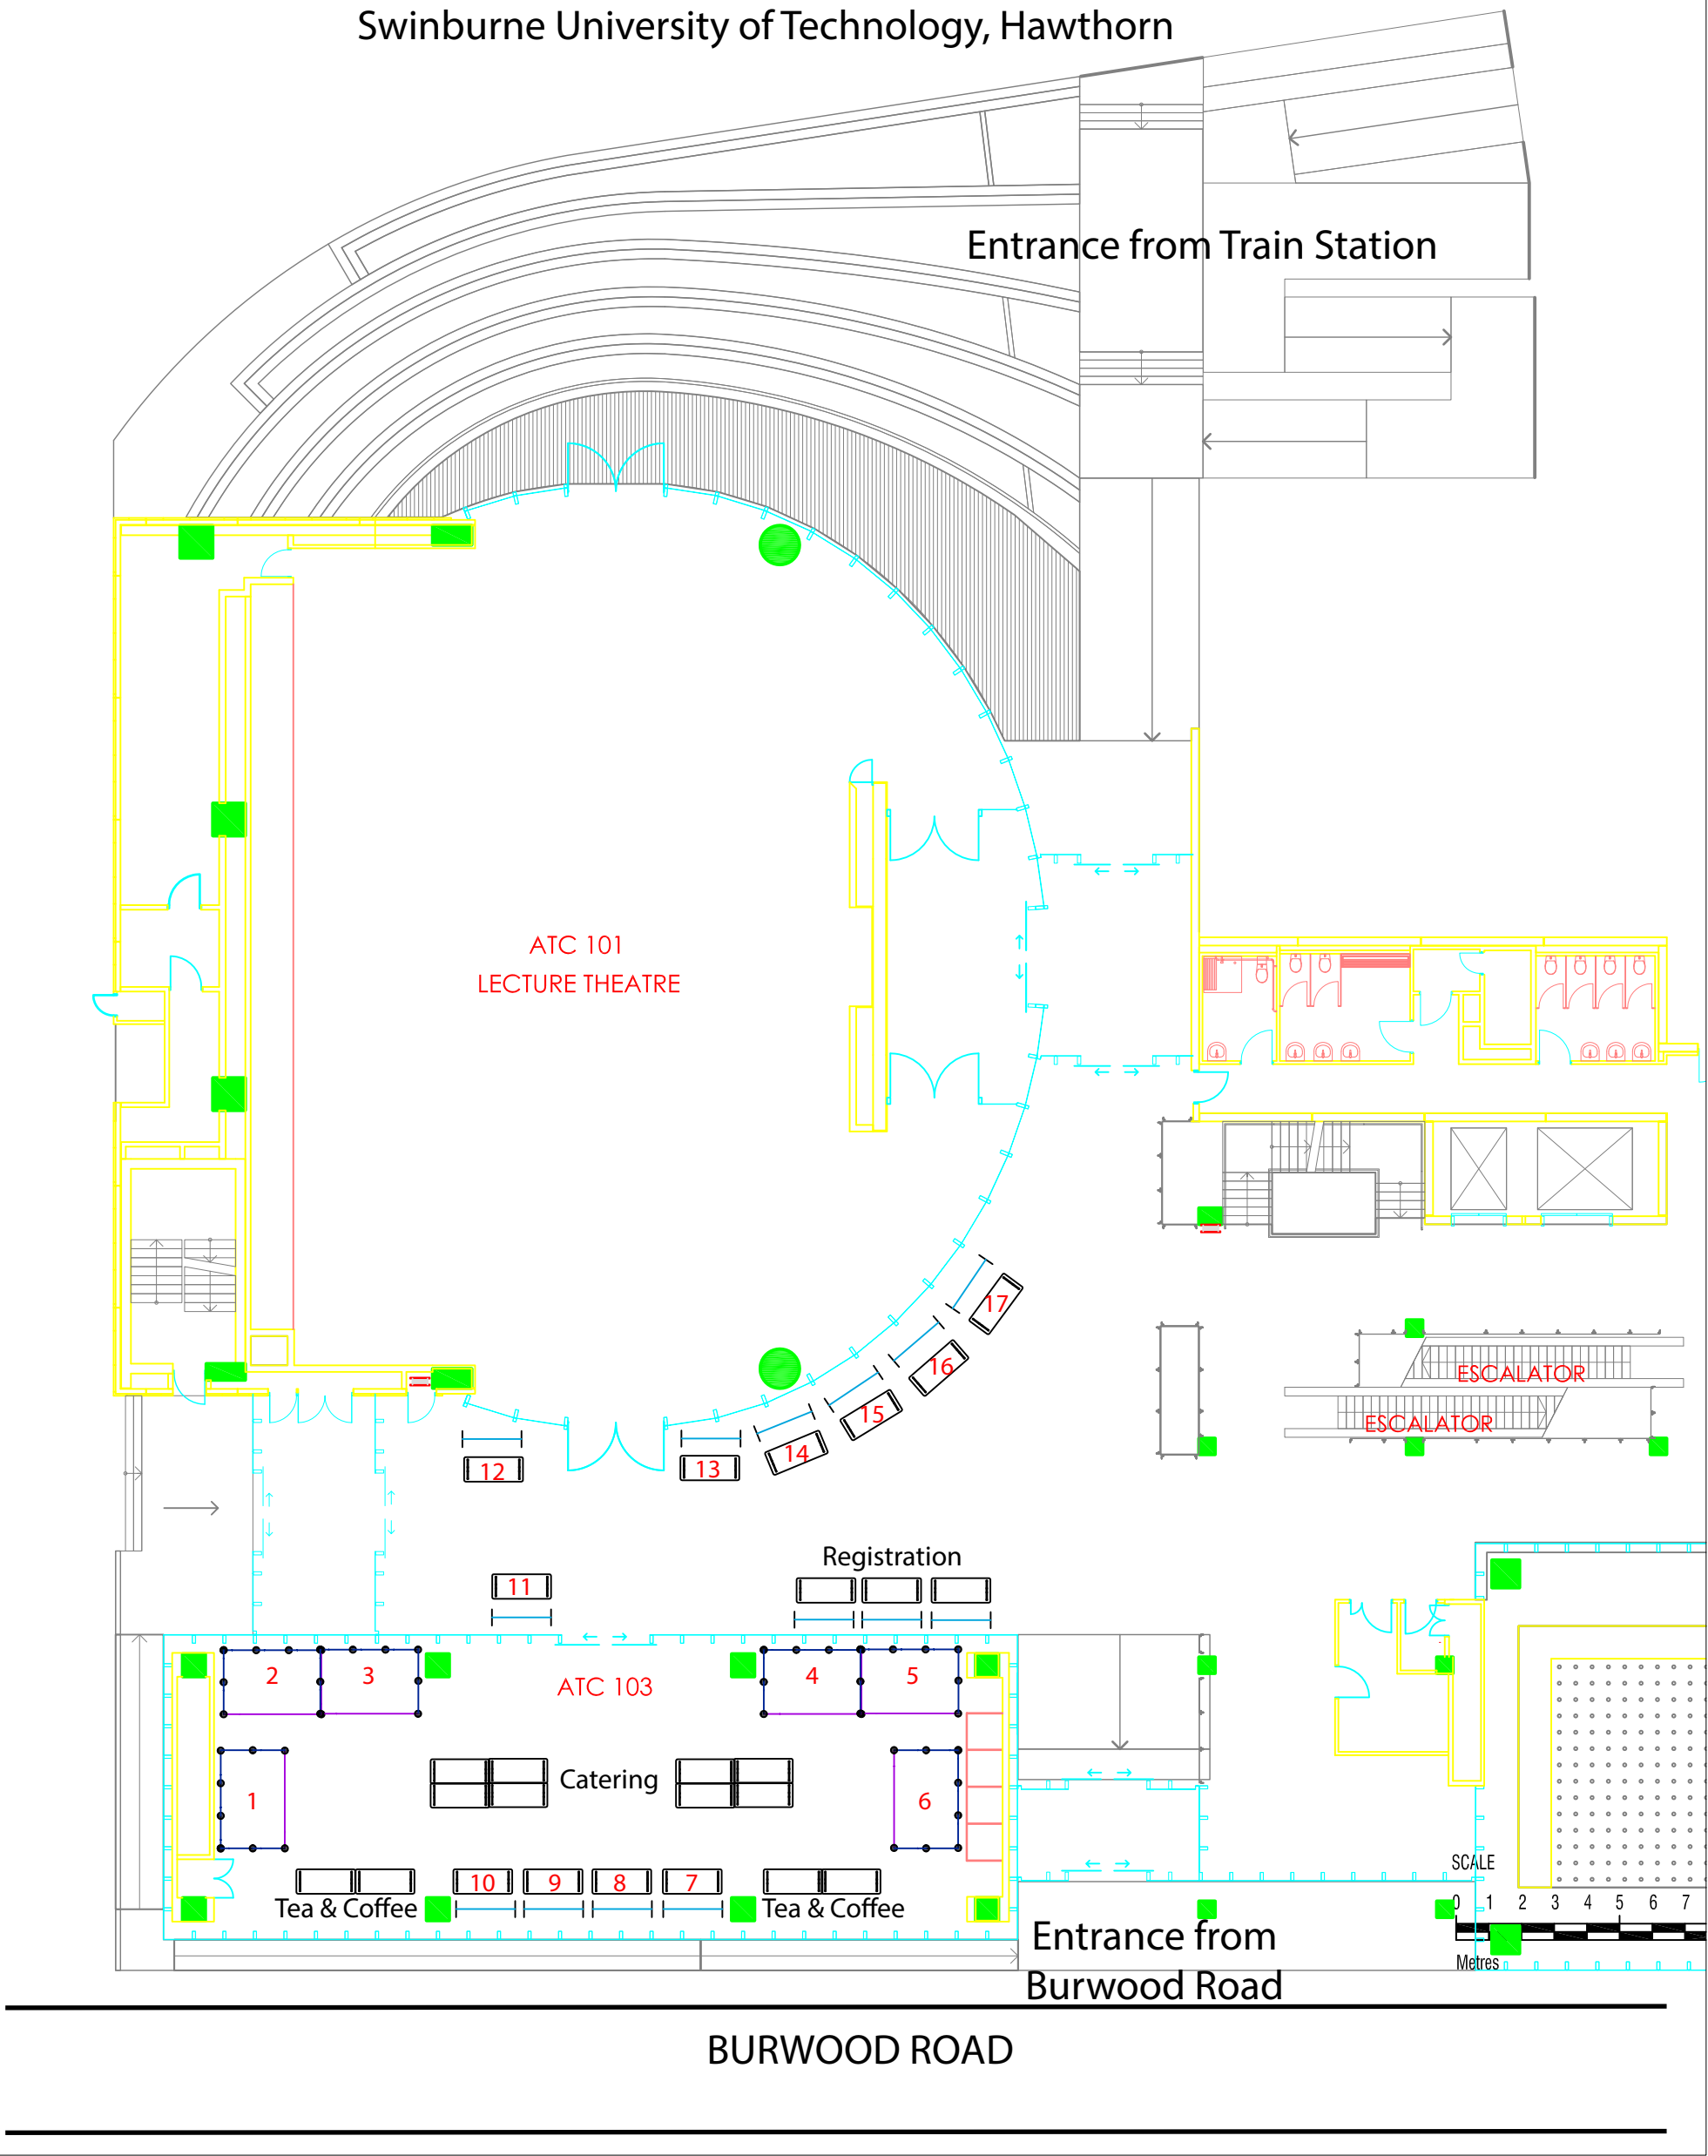 Swinburne University of Technology, Hawthorn
Entrance from Train Station
ATC 101
LECTURE THEATRE
ESCALATOR
ESCALATOR
17
16
15
14
13
12
Registration
11
2
3
ATC 103
4
5
1
Catering
6
10
9
8
7
Tea & Coffee
Tea & Coffee
SCALE
0 1 2 3 4 5 6 7
Metres
Entrance from
Burwood Road
BURWOOD ROAD